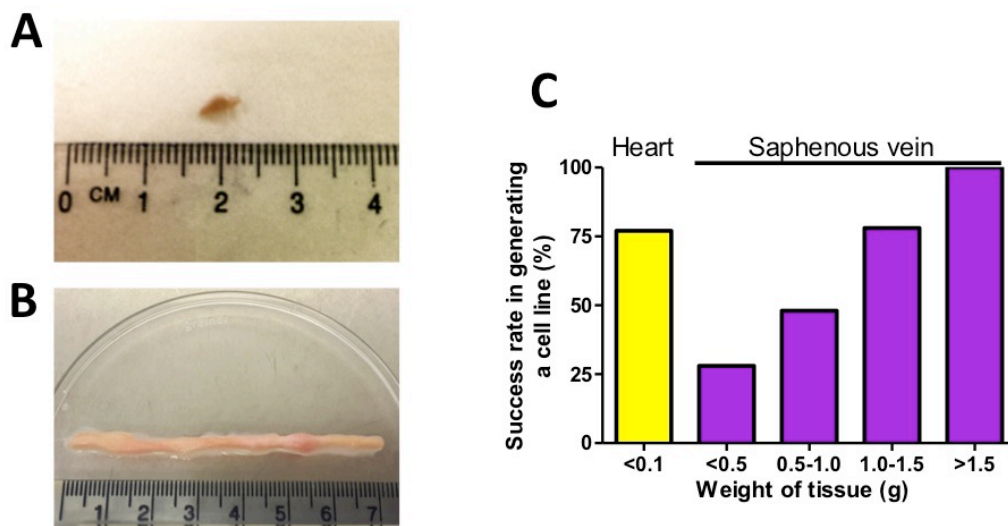 A
0 CM 1 2 3 4
B
1 2 3 4 5 6 7
C
Heart Saphenous vein
100
75
50
25
0
Success rate in generating
a cell line (%)
<0.1 <0.5 0.5-1.0 1.0-1.5 >1.5
Weight of tissue (g)